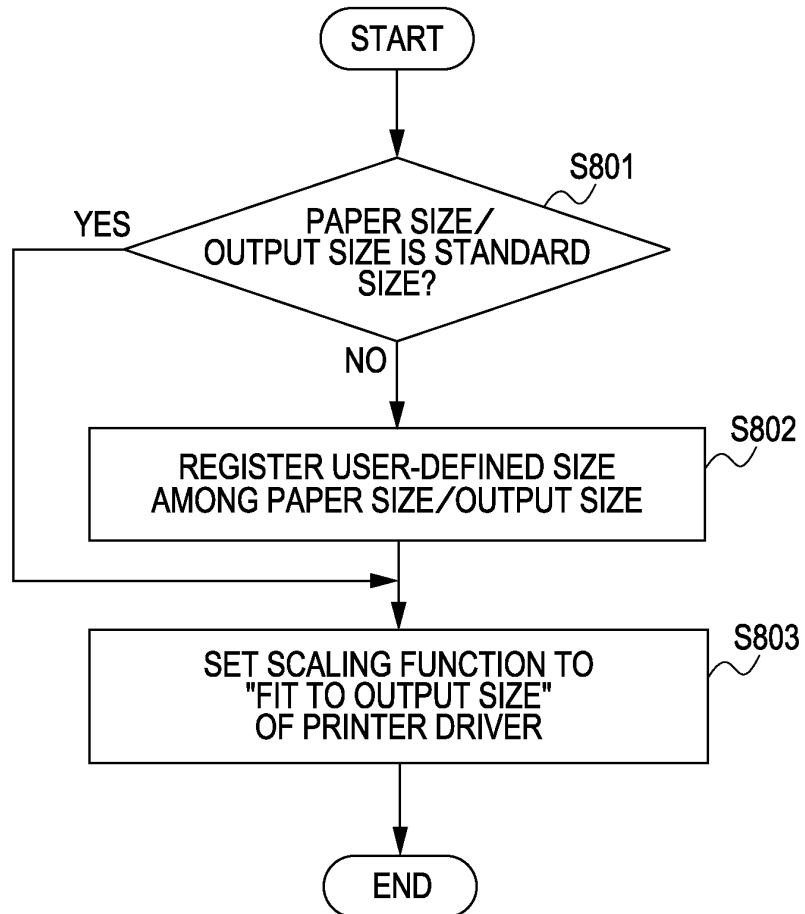 START
S801
YES
PAPER SIZE/
OUTPUT SIZE IS STANDARD
SIZE?
NO
S802
REGISTER USER-DEFINED SIZE
AMONG PAPER SIZE/OUTPUT SIZE
S803
SET SCALING FUNCTION TO
"FIT TO OUTPUT SIZE"
OF PRINTER DRIVER
END